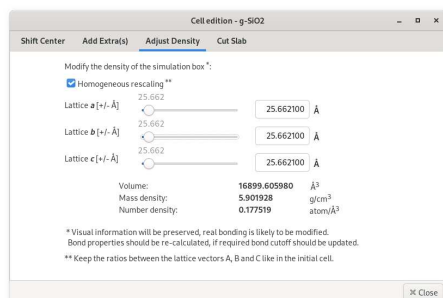 Cell edition - g-SiO2
Shift Center Add Extra(s) Adjust Density Cut Slab
Modify the density of the simulation box *:
Homogeneous rescaling **
25.662
Lattice a [+/- Å] 25.662100 Å
25.662
Lattice b [+/- Å] 25.662100 Å
25.662
Lattice c [+/- Å] 25.662100 Å
Volume: 16899.605980 Å3
Mass density: 5.901928 g/cm3
Number density: 0.177519 atom/Å3
* Visual information will be preserved, real bonding is likely to be modified.
Bond properties should be re-calculated, if required bond cutoff should be updated.
** Keep the ratios between the lattice vectors A, B and C like in the initial cell.
Close